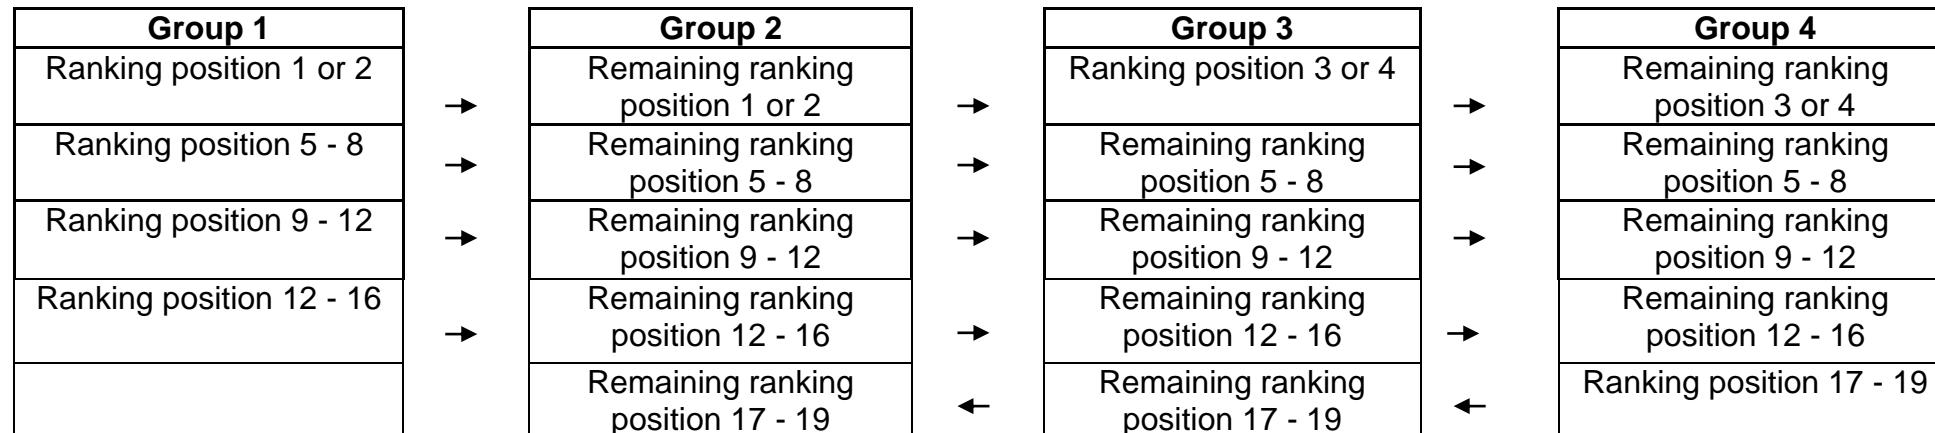 Group 1 Group 2 Group 3 Group 4
Ranking position 1 or 2 Remaining ranking Ranking position 3 or 4 Remaining ranking
→ position 1 or 2 → → position 3 or 4
Ranking position 5 - 8 Remaining ranking Remaining ranking Remaining ranking
→ position 5 - 8 → position 5 - 8 → position 5 - 8
Ranking position 9 - 12 Remaining ranking Remaining ranking Remaining ranking
→ position 9 - 12 → position 9 - 12 → position 9 - 12
Ranking position 12 - 16 Remaining ranking Remaining ranking Remaining ranking
→ position 12 - 16 → position 12 - 16 → position 12 - 16
Remaining ranking Remaining ranking Ranking position 17 - 19
position 17 - 19 ← position 17 - 19 ←